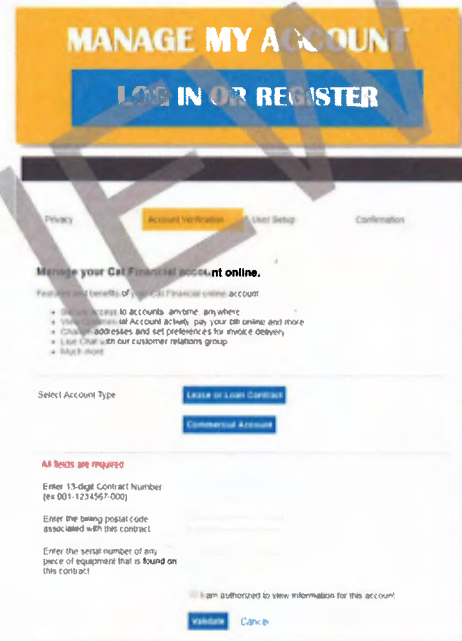 MANAGE MY ACCOUNT
LOG IN OR REGISTER
Privacy
Account Verification
User Setup
Confirmation
Manage your Cat Financial account online.
Features and benefits of your Cat Financial online account
Secure access to accounts anytime, anywhere
View Commercial Account activity, pay your bill online and more
Change addresses and set preferences for invoice delivery
Live Chat with our customer relations group
Much more
Select Account Type
Lease or Loan Contract
Commercial Account
All fields are required
Enter 13-digit Contract Number
(ex 001-1234567-000)
Enter the billing postal code
associated with this contract
Enter the serial number of any
piece of equipment that is found on
this contract
I am authorized to view information for this account
Validate
Cancel